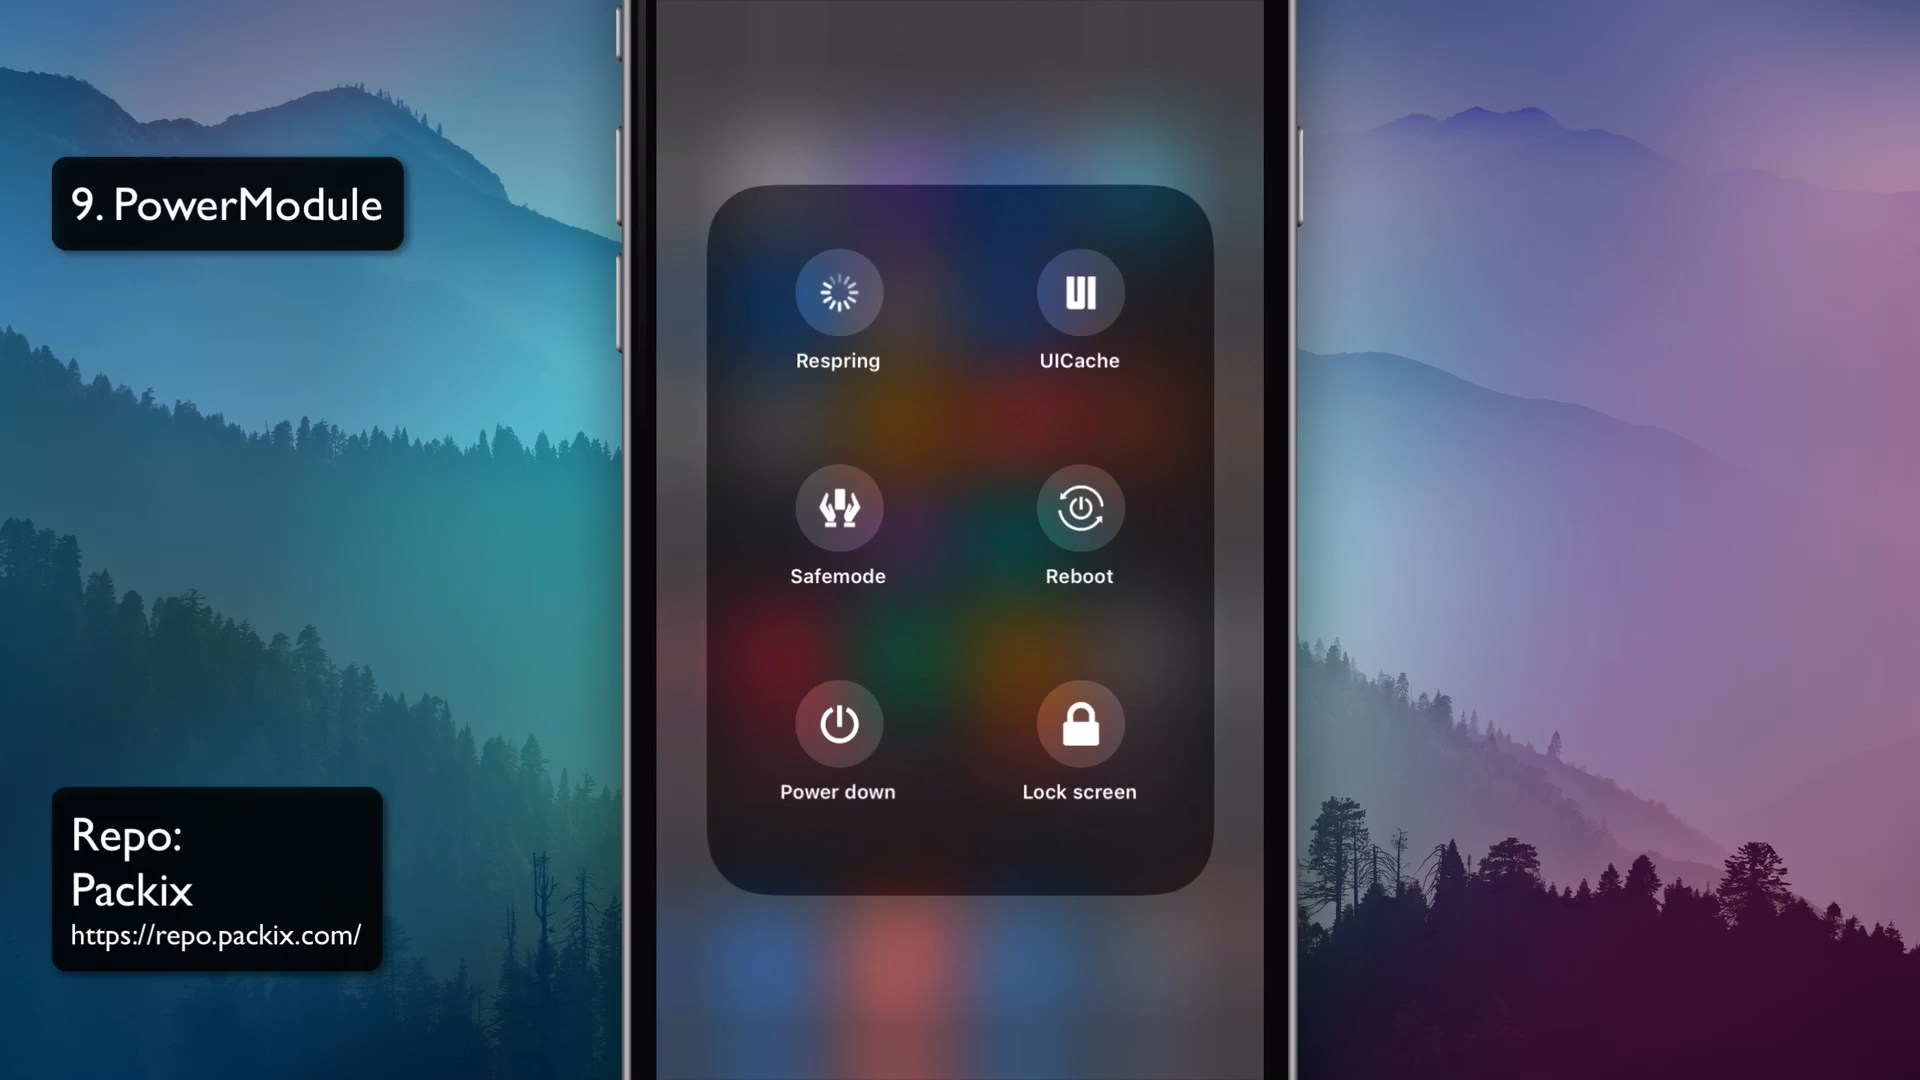 9. PowerModule
Respring
UICache
Safemode
Reboot
Power down
Lock screen
Repo:
Packix
https://repo.packix.com/